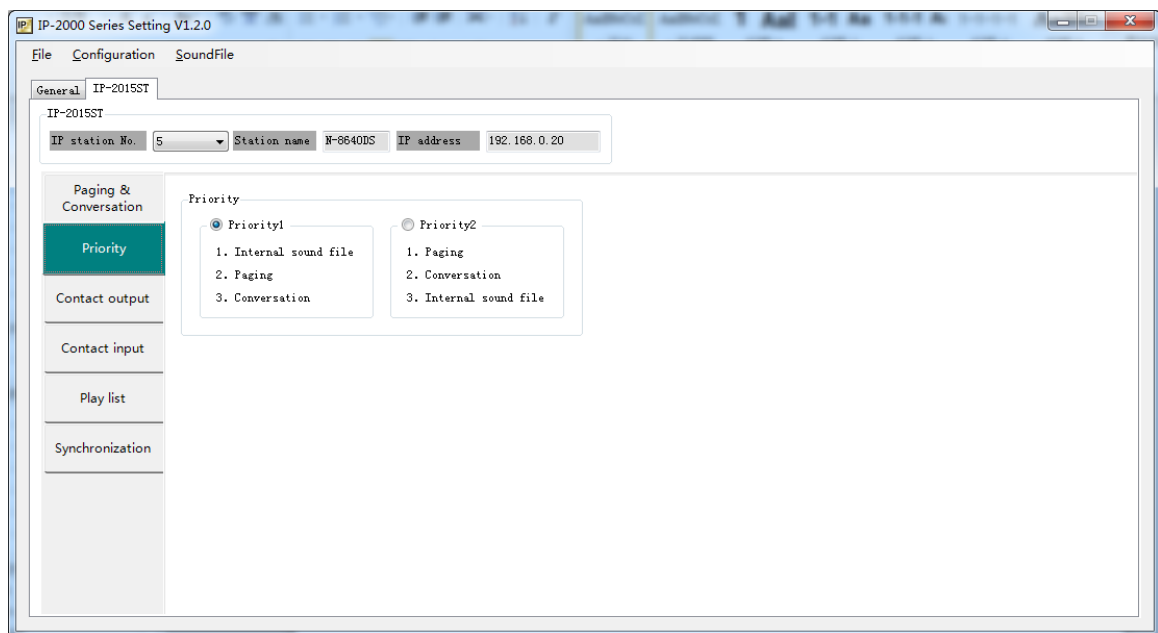 IP-2000 Series Setting V1.2.0
File Configuration SoundFile
General IP-2015ST
IP-2015ST
IP station No. 5 Station name N-8640DS IP address 192.168.0.20
Paging &
Conversation
Priority
Contact output
Contact input
Play list
Synchronization
Priority
Priority1
1. Internal sound file
2. Paging
3. Conversation
Priority2
1. Paging
2. Conversation
3. Internal sound file